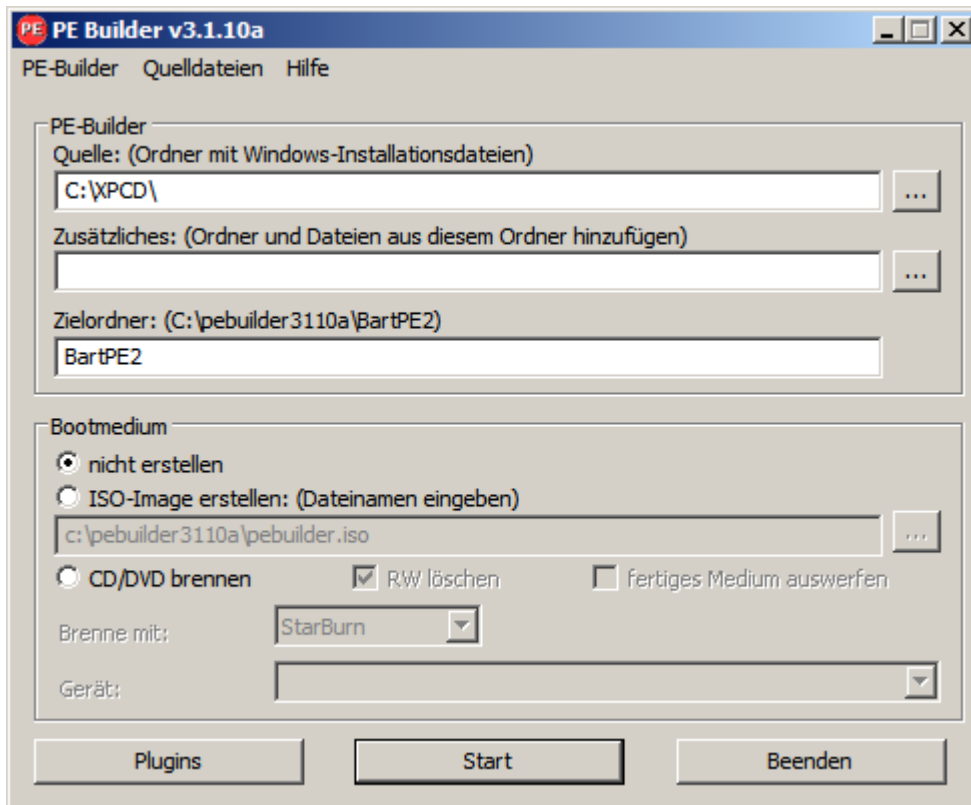 PE PE Builder v3.1.10a
PE-Builder Quelldateien Hilfe
PE-Builder
Quelle: (Ordner mit Windows-Installationsdateien)
C:\XPCD\
...
Zusätzliches: (Ordner und Dateien aus diesem Ordner hinzufügen)
...
Zielordner: (C:\pebuilder3110a\BartPE2)
BartPE2
Bootmedium
nicht erstellen
ISO-Image erstellen: (Dateinamen eingeben)
c:\pebuilder3110a\pebuilder.iso
...
CD/DVD brennen RW löschen fertiges Medium auswerfen
Brenne mit: StarBurn
Gerät:
Plugins Start Beenden